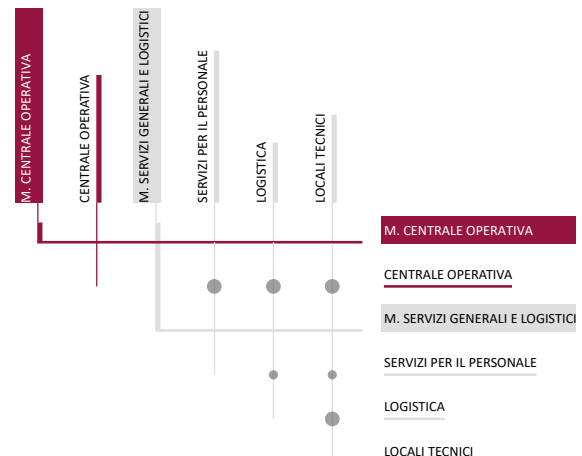 M. CENTRALE OPERATIVA
CENTRALE OPERATIVA
M. SERVIZI GENERALI E LOGISTICI
SERVIZI PER IL PERSONALE
LOGISTICA
LOCALI TECNICI
M. CENTRALE OPERATIVA
CENTRALE OPERATIVA
M. SERVIZI GENERALI E LOGISTICI
SERVIZI PER IL PERSONALE
LOGISTICA
LOCALI TECNICI